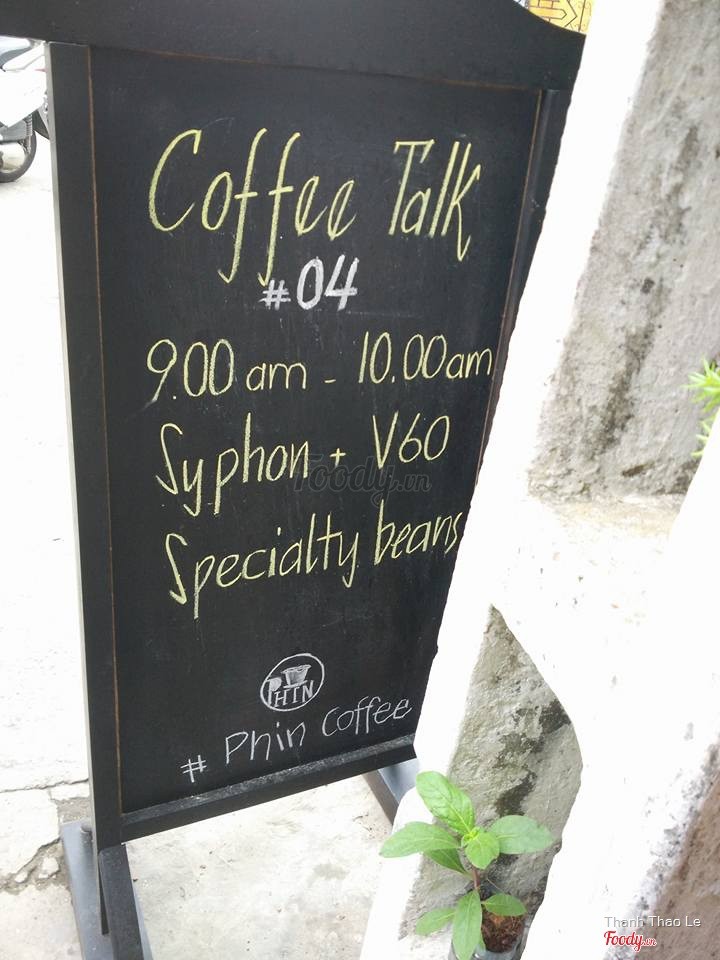 Coffee Talk
#04
9.00 am - 10.00 am
Syphon + V60
Foody.vn
Specialty beans
PHIN
# Phin Coffee
Thanh Thao Le
Foody.vn